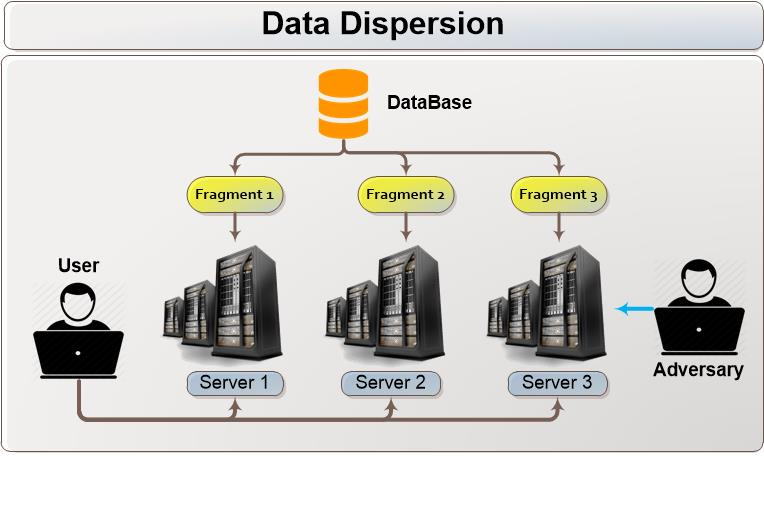 Data Dispersion
DataBase
Fragment 1
Fragment 2
Fragment 3
User
Adversary
Server 1
Server 2
Server 3